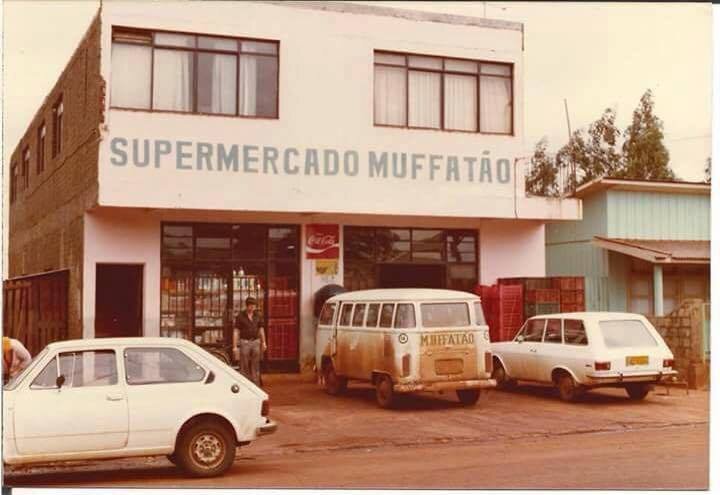 SUPERMERCADO MUFFATÃO
Coca-Cola
MUFFATÃO